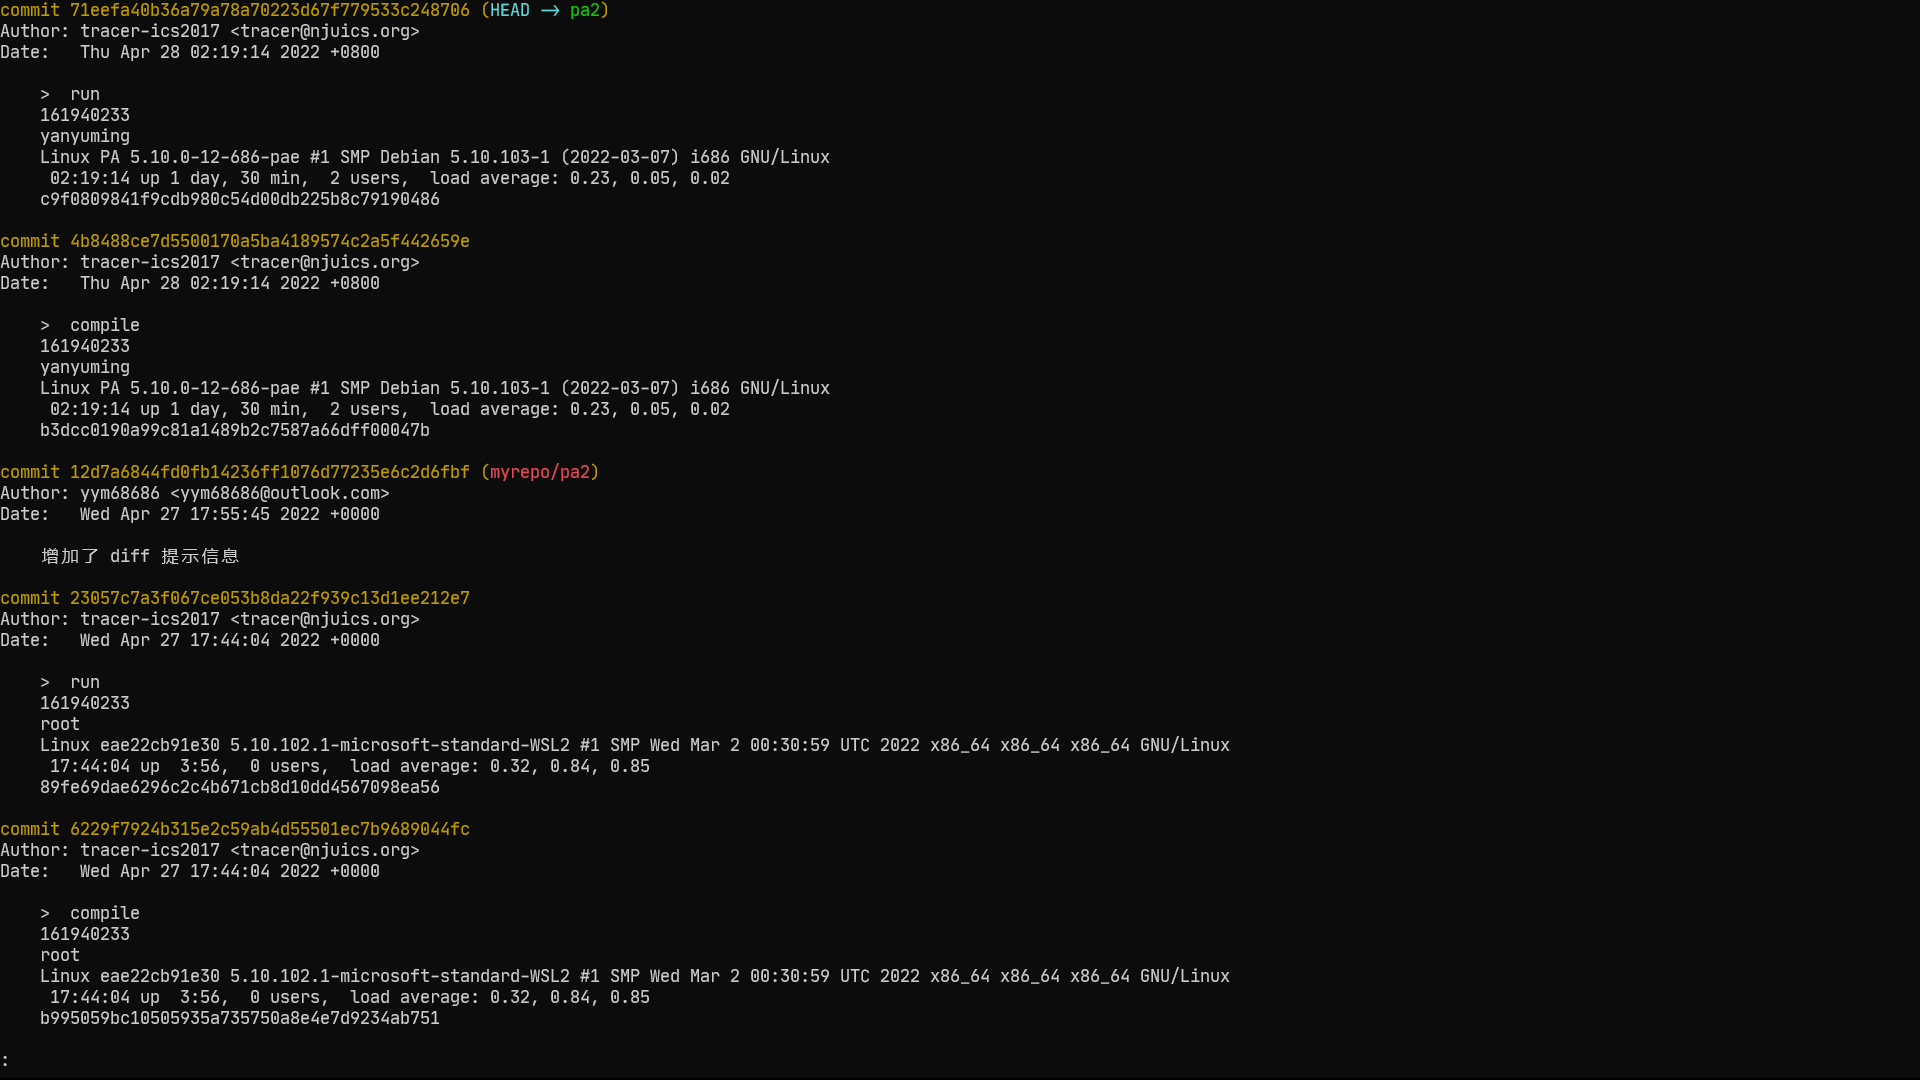 commit 71eefa40b36a79a78a70223d67f779533c248706 (HEAD -> pa2)
Author: tracer-ics2017 <tracer@njuics.org>
Date:   Thu Apr 28 02:19:14 2022 +0800

    >  run
    161940233
    yanyuming
    Linux PA 5.10.0-12-686-pae #1 SMP Debian 5.10.103-1 (2022-03-07) i686 GNU/Linux
     02:19:14 up 1 day, 30 min,  2 users,  load average: 0.23, 0.05, 0.02
    c9f0809841f9cdb980c54d00db225b8c79190486

commit 4b8488ce7d5500170a5ba4189574c2a5f442659e
Author: tracer-ics2017 <tracer@njuics.org>
Date:   Thu Apr 28 02:19:14 2022 +0800

    >  compile
    161940233
    yanyuming
    Linux PA 5.10.0-12-686-pae #1 SMP Debian 5.10.103-1 (2022-03-07) i686 GNU/Linux
     02:19:14 up 1 day, 30 min,  2 users,  load average: 0.23, 0.05, 0.02
    b3dcc0190a99c81a1489b2c7587a66dff00047b

commit 12d7a6844fd0fb14236ff1076d77235e6c2d6fbf (myrepo/pa2)
Author: yym68686 <yym68686@outlook.com>
Date:   Wed Apr 27 17:55:45 2022 +0000

    增加了 diff 提示信息

commit 23057c7a3f067ce053b8da22f939c13d1ee212e7
Author: tracer-ics2017 <tracer@njuics.org>
Date:   Wed Apr 27 17:44:04 2022 +0000

    >  run
    161940233
    root
    Linux eae22cb91e30 5.10.102.1-microsoft-standard-WSL2 #1 SMP Wed Mar 2 00:30:59 UTC 2022 x86_64 x86_64 x86_64 GNU/Linux
     17:44:04 up  3:56,  0 users,  load average: 0.32, 0.84, 0.85
    89fe69dae6296c2c4b671cb8d10dd4567098ea56

commit 6229f7924b315e2c59ab4d55501ec7b9689044fc
Author: tracer-ics2017 <tracer@njuics.org>
Date:   Wed Apr 27 17:44:04 2022 +0000

    >  compile
    161940233
    root
    Linux eae22cb91e30 5.10.102.1-microsoft-standard-WSL2 #1 SMP Wed Mar 2 00:30:59 UTC 2022 x86_64 x86_64 x86_64 GNU/Linux
     17:44:04 up  3:56,  0 users,  load average: 0.32, 0.84, 0.85
    b995059bc10505935a735750a8e4e7d9234ab751

: